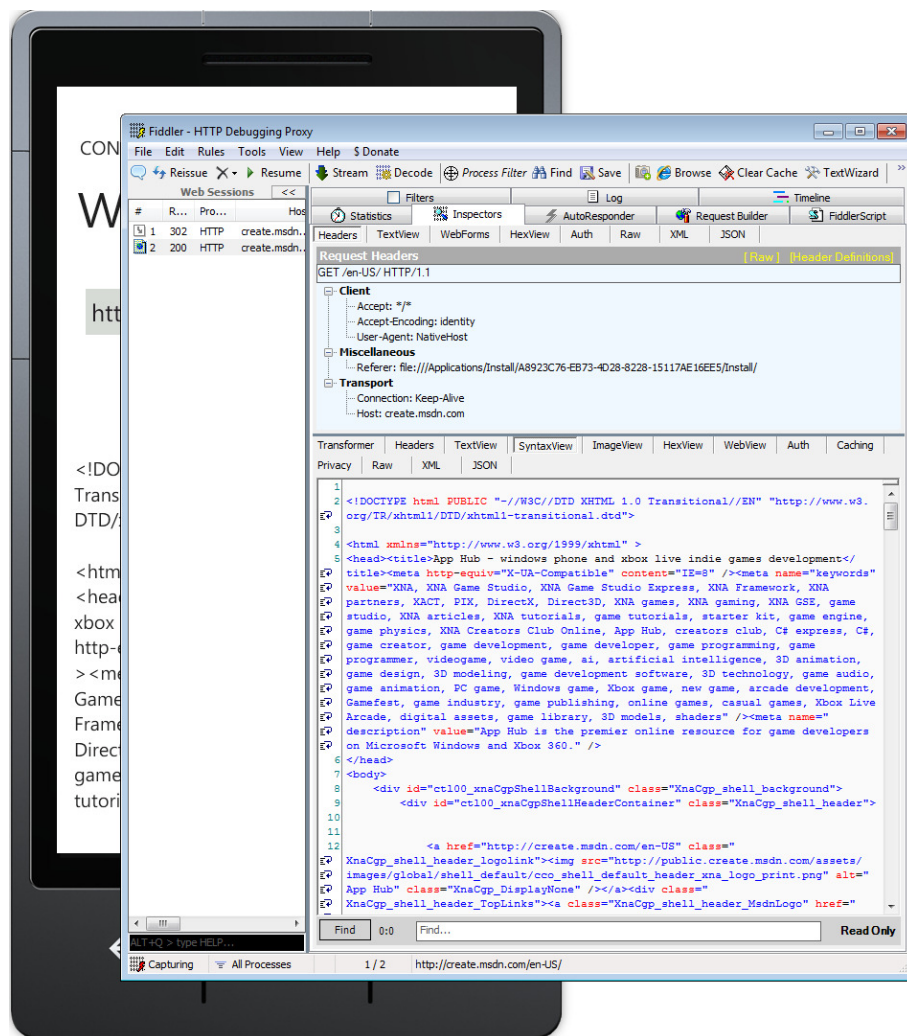 CON
W
htt
<!DO
Trans
DTD/
<htm
<head
xbox
http-e
><me
Game
Frame
Direct
game
tutori
Fiddler - HTTP Debugging Proxy
File Edit Rules Tools View Help $ Donate
Reissue X Resume Stream Decode Process Filter Find Save Browse Clear Cache TextWizard »
Web Sessions <<
# R... Pro... Hos
1 302 HTTP create.msdn..
2 200 HTTP create.msdn..
ALT+Q > type HELP...
Filters Log Timeline
Statistics Inspectors AutoResponder Request Builder FiddlerScript
Headers TextView WebForms HexView Auth Raw XML JSON
Request Headers [ Raw ] [Header Definitions]
GET /en-US/ HTTP/1.1
Client
Accept: */*
Accept-Encoding: identity
User-Agent: NativeHost
Miscellaneous
Referer: file:///Applications/Install/A8923C76-EB73-4D28-8228-15117AE16EE5/Install/
Transport
Connection: Keep-Alive
Host: create.msdn.com
Transformer Headers TextView SyntaxView ImageView HexView WebView Auth Caching
Privacy Raw XML JSON
1
2 <!DOCTYPE html PUBLIC "-//W3C//DTD XHTML 1.0 Transitional//EN" "http://www.w3.
org/TR/xhtml1/DTD/xhtml1-transitional.dtd">
3
4 <html xmlns="http://www.w3.org/1999/xhtml" >
5 <head><title>App Hub - windows phone and xbox live indie games development</
title><meta http-equiv="X-UA-Compatible" content="IE=8" /><meta name="keywords"
value="XNA, XNA Game Studio, XNA Game Studio Express, XNA Framework, XNA
partners, XACT, PIX, DirectX, Direct3D, XNA games, XNA gaming, XNA GSE, game
studio, XNA articles, XNA tutorials, game tutorials, starter kit, game engine,
game physics, XNA Creators Club Online, App Hub, creators club, C# express, C#,
game creator, game development, game developer, game programming, game
programmer, videogame, video game, ai, artificial intelligence, 3D animation,
game design, 3D modeling, game development software, 3D technology, game audio,
game animation, PC game, Windows game, Xbox game, new game, arcade development,
Gamefest, game industry, game publishing, online games, casual games, Xbox Live
Arcade, digital assets, game library, 3D models, shaders" /><meta name="
description" value="App Hub is the premier online resource for game developers
on Microsoft Windows and Xbox 360." />
6 </head>
7 <body>
8 <div id="ctl00_xnaCgpShellBackground" class="XnaCgp_shell_background">
9 <div id="ctl00_xnaCgpShellHeaderContainer" class="XnaCgp_shell_header">
10
11
12 <a href="http://create.msdn.com/en-US" class="
XnaCgp_shell_header_logolink"><img src="http://public.create.msdn.com/assets/
images/global/shell_default/cco_shell_default_header_xna_logo_print.png" alt="
App Hub" class="XnaCgp_DisplayNone" /></a><div class="
XnaCgp_shell_header_TopLinks"><a class="XnaCgp_shell_header_MsdnLogo" href="
Find 0:0 Find... Read Only
Capturing All Processes 1 / 2 http://create.msdn.com/en-US/